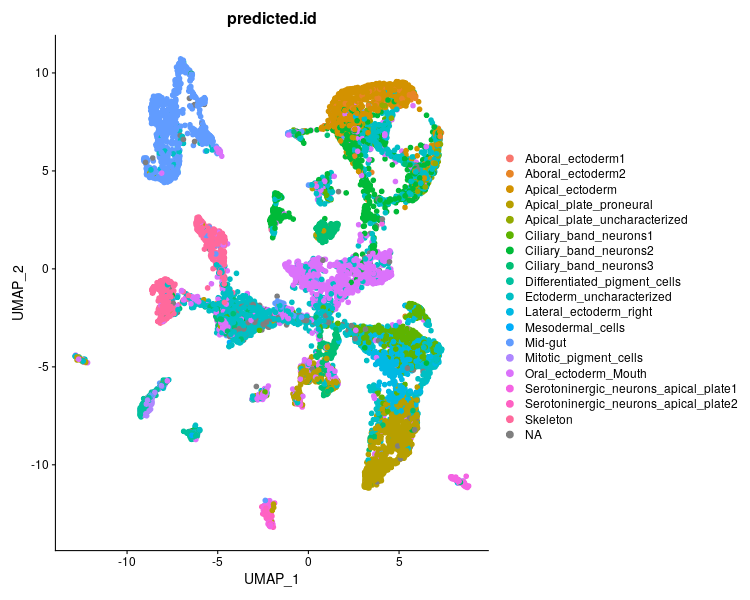 predicted.id
10
5
0
-5
-10
UMAP_2
-10
-5
0
5
UMAP_1
Aboral_ectoderm1
Aboral_ectoderm2
Apical_ectoderm
Apical_plate_proneural
Apical_plate_uncharacterized
Ciliary_band_neurons1
Ciliary_band_neurons2
Ciliary_band_neurons3
Differentiated_pigment_cells
Ectoderm_uncharacterized
Lateral_ectoderm_right
Mesodermal_cells
Mid-gut
Mitotic_pigment_cells
Oral_ectoderm_Mouth
Serotoninergic_neurons_apical_plate1
Serotoninergic_neurons_apical_plate2
Skeleton
NA